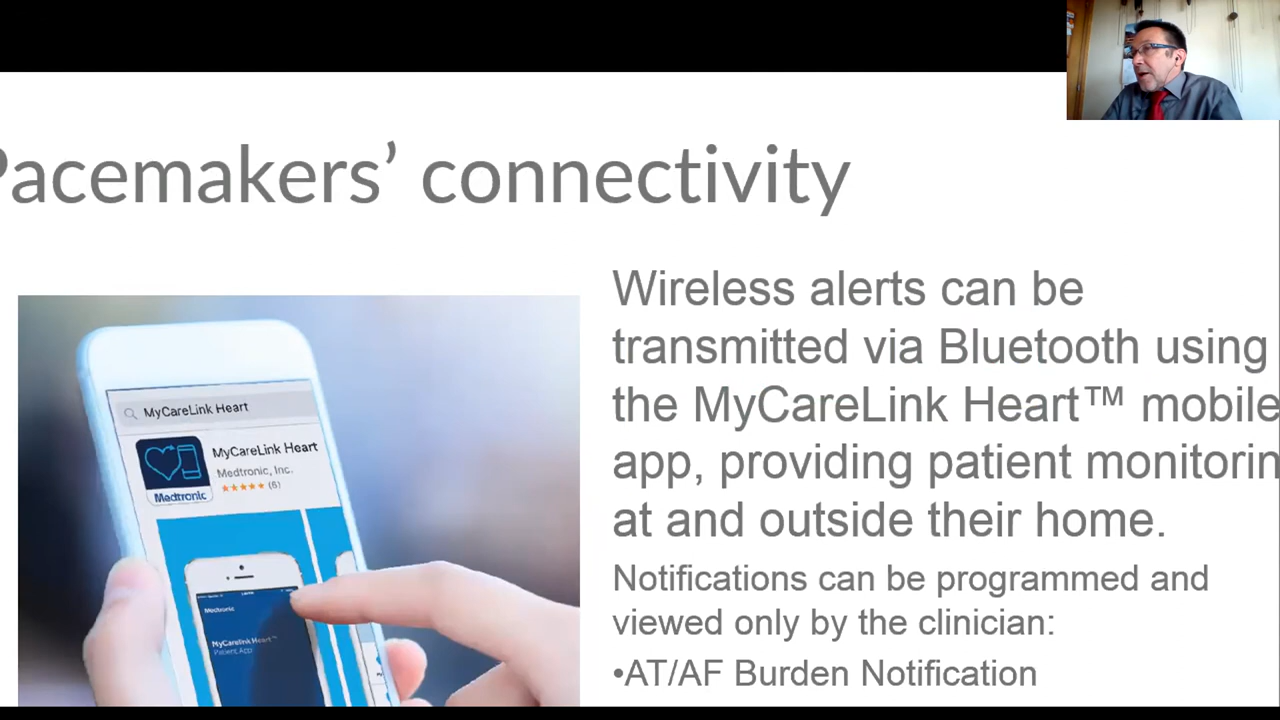 Pacemakers’ connectivity
Wireless alerts can be
transmitted via Bluetooth using
the MyCareLink Heart™ mobile
app, providing patient monitorin
at and outside their home.
Notifications can be programmed and
viewed only by the clinician:
•AT/AF Burden Notification
MyCareLink Heart
MyCareLink Heart
Medtronic, Inc.
(6)
Medtronic
Medtronic
MyCareLink Heart™
Patient App